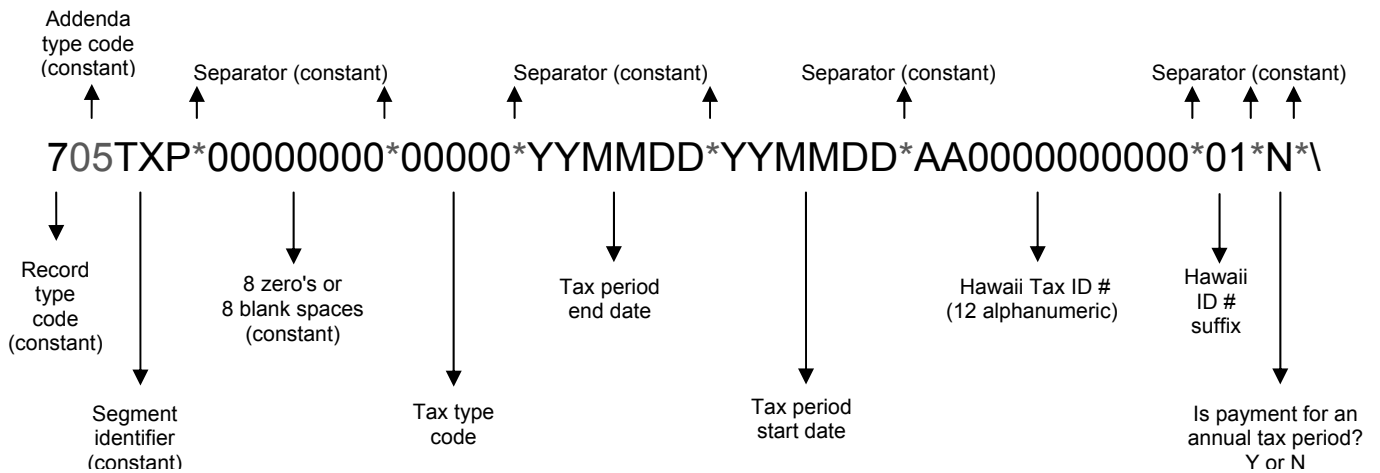 Addenda
type code
(constant)
Separator (constant)
Separator (constant)
Separator (constant)
Separator (constant)
705TXP*00000000*00000*YYMMDD*YYMMDD*AA0000000000*01*N*\
Record
type
code
(constant)
8 zero's or
8 blank spaces
(constant)
Tax period
end date
Hawaii Tax ID #
(12 alphanumeric)
Hawaii
ID #
suffix
Segment
identifier
(constant)
Tax type
code
Tax period
start date
Is payment for an
annual tax period?
Y or N